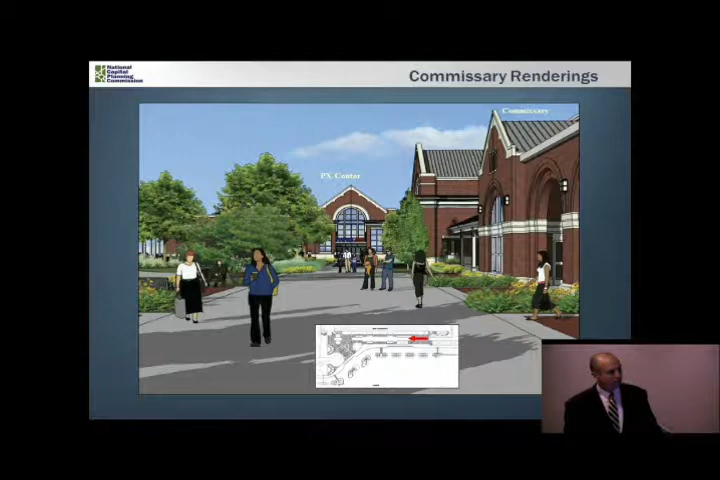 National
Capital
Planning
Commission
Commissary Renderings
Commissary
PX Center